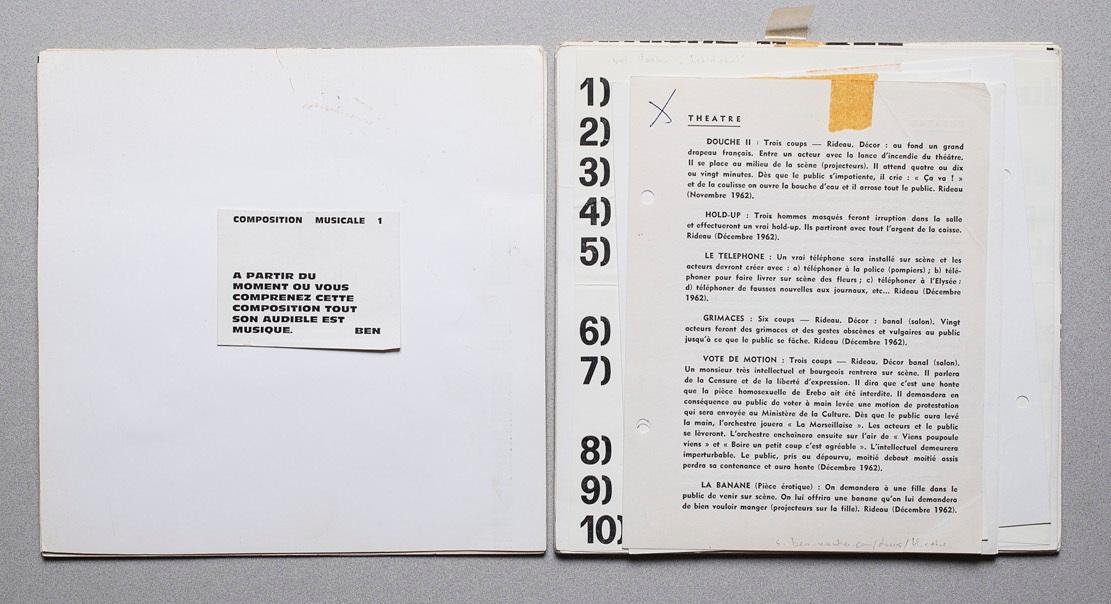 COMPOSITION MUSICALE 1
A PARTIR DU
MOMENT OU VOUS
COMPRENEZ CETTE
COMPOSITION TOUT
SON AUDIBLE EST
MUSIQUE. BEN
1)
2)
3)
4)
5)
6)
7)
8)
9)
10)
X
THEATRE
DOUCHE II : Trois coups — Rideau. Décor : au fond un grand
drapeau français. Entre un acteur avec la lance d'incendie du théâtre.
Il se place au milieu de la scène (projecteurs). Il attend quatre ou dix
ou vingt minutes. Dès que le public s'impatiente, il crie : « Ça va ! »
et de la coulisse on ouvre la bouche d'eau et il arrose tout le public. Rideau
(Novembre 1962).
HOLD-UP : Trois hommes masqués feront irruption dans la salle
et effectueront un vrai hold-up. Ils partiront avec tout l'argent de la caisse.
Rideau (Décembre 1962).
LE TELEPHONE : Un vrai téléphone sera installé sur scène et les
acteurs devront créer avec : a) téléphoner à la police (pompiers) ; b) télé-
phoner pour faire livrer sur scène des fleurs ; c) téléphoner à l'Elysée ;
d) téléphoner de fausses nouvelles aux journaux, etc... Rideau (Décembre
1962).
GRIMACES : Six coups — Rideau. Décor : banal (salon). Vingt
acteurs feront des grimaces et des gestes obscènes et vulgaires au public
jusqu'à ce que le public se fâche. Rideau (Décembre 1962).
VOTE DE MOTION : Trois coups — Rideau. Décor banal (salon).
Un monsieur très intellectuel et bourgeois rentrera sur scène. Il parlera
de la Censure et de la liberté d'expression. Il dira que c'est une honte
que la pièce homosexuelle de Erebo ait été interdite. Il demandera en
conséquence au public de voter à main levée une motion de protestation
qui sera envoyée au Ministère de la Culture. Dès que le public aura levé
la main, l'orchestre jouera « La Marseillaise ». Les acteurs et le public
se lèveront. L'orchestre enchaînera ensuite sur l'air de « Viens poupoule
viens » et « Boire un petit coup c'est agréable ». L'intellectuel demeurera
imperturbable. Le public, pris au dépourvu, moitié debout moitié assis
perdra sa contenance et aura honte (Décembre 1962).
LA BANANE (Pièce érotique) : On demandera à une fille dans le
public de venir sur scène. On lui offrira une banane qu'on lui demandera
de bien vouloir manger (projecteurs sur la fille). Rideau (Décembre 1962).